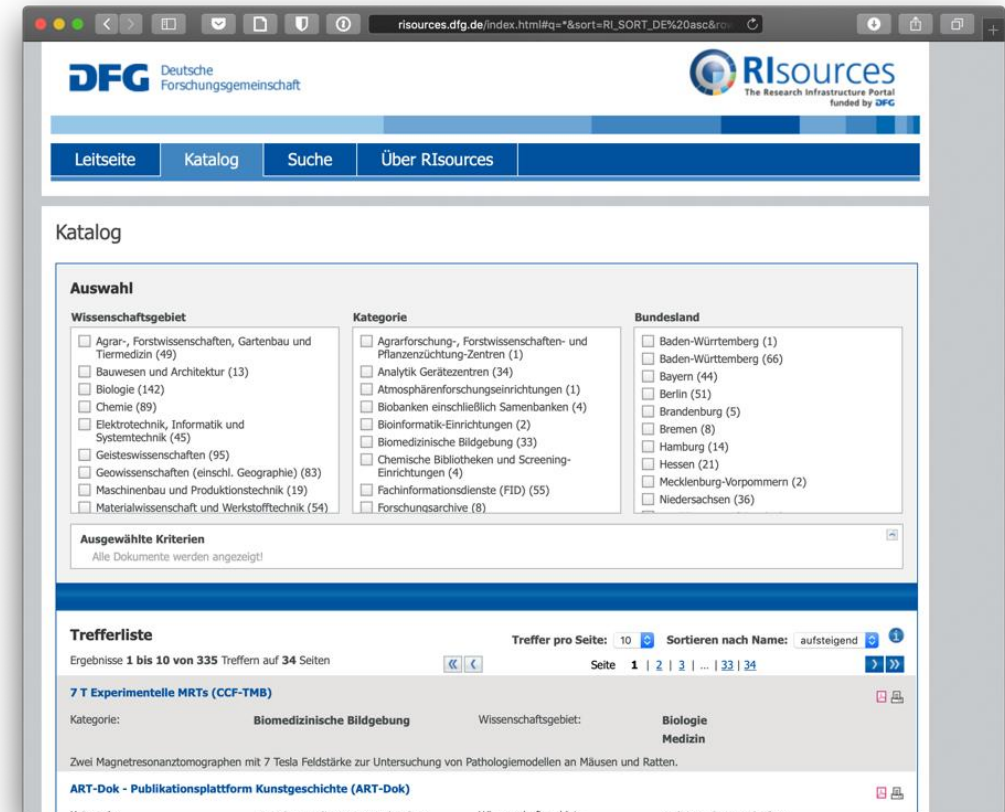 risources.dfg.de/index.html#q=*&sort=RI_SORT_DE%20asc&ro
DFG Deutsche
Forschungsgemeinschaft
RIsources
The Research Infrastructure Portal
funded by DFG
Leitseite Katalog Suche Über RIsources
Katalog
Auswahl
Wissenschaftsgebiet
Agrar-, Forstwissenschaften, Gartenbau und
Tiermedizin (49)
Bauwesen und Architektur (13)
Biologie (142)
Chemie (89)
Elektrotechnik, Informatik und
Systemtechnik (45)
Geisteswissenschaften (95)
Geowissenschaften (einschl. Geographie) (83)
Maschinenbau und Produktionstechnik (19)
Materialwissenschaft und Werkstofftechnik (54)
Kategorie
Agrarforschung-, Forstwissenschaften- und
Pflanzenzüchtung-Zentren (1)
Analytik Gerätezentren (34)
Atmosphärenforschungseinrichtungen (1)
Biobanken einschließlich Samenbanken (4)
Bioinformatik-Einrichtungen (2)
Biomedizinische Bildgebung (33)
Chemische Bibliotheken und Screening-
Einrichtungen (4)
Fachinformationsdienste (FID) (55)
Forschungsarchive (8)
Bundesland
Baden-Würrtemberg (1)
Baden-Württemberg (66)
Bayern (44)
Berlin (51)
Brandenburg (5)
Bremen (8)
Hamburg (14)
Hessen (21)
Mecklenburg-Vorpommern (2)
Niedersachsen (36)
Ausgewählte Kriterien
Alle Dokumente werden angezeigt!
Trefferliste
Treffer pro Seite: 10 Sortieren nach Name: aufsteigend
Ergebnisse 1 bis 10 von 335 Treffern auf 34 Seiten
Seite 1 | 2 | 3 | ... | 33 | 34
7 T Experimentelle MRTs (CCF-TMB)
Kategorie: Biomedizinische Bildgebung Wissenschaftsgebiet: Biologie
Medizin
Zwei Magnetresonanztomographen mit 7 Tesla Feldstärke zur Untersuchung von Pathologiemodellen an Mäusen und Ratten.
ART-Dok - Publikationsplattform Kunstgeschichte (ART-Dok)